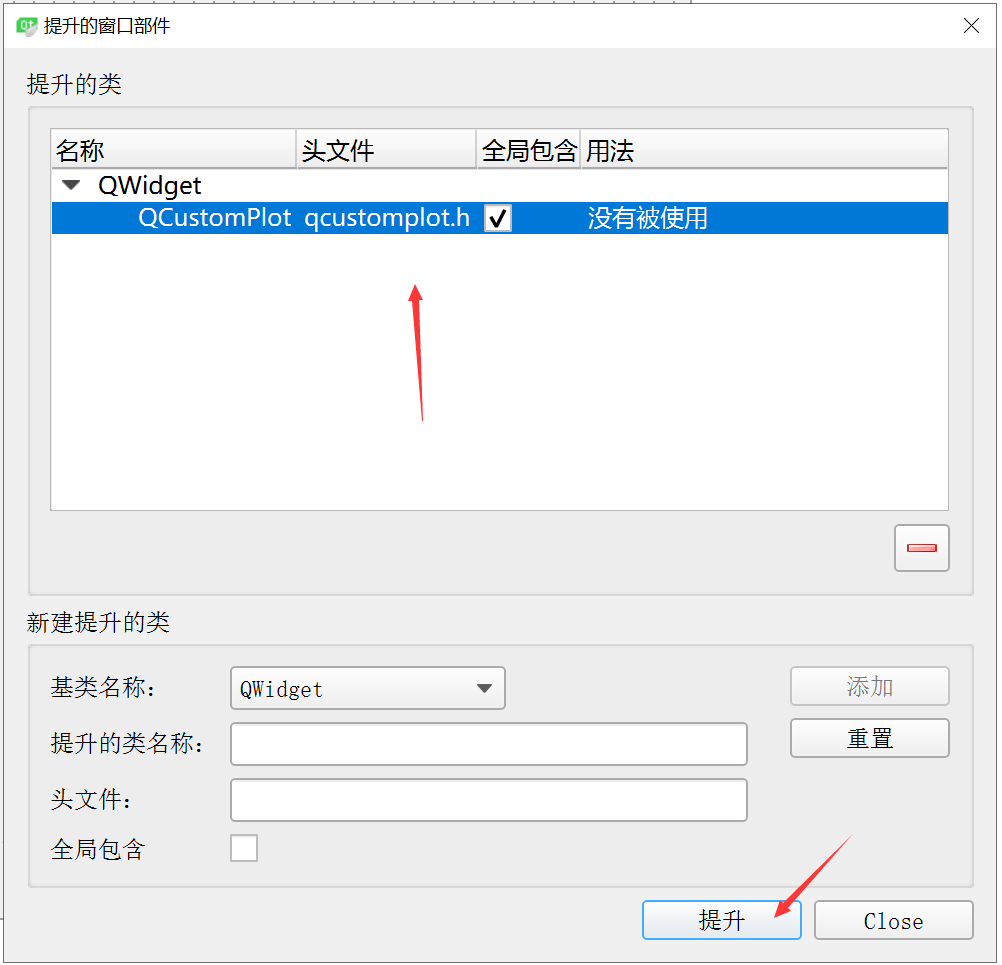 提升的窗口部件
提升的类
名称 头文件 全局包含 用法
QWidget
QCustomPlot qcustomplot.h 没有被使用
新建提升的类
基类名称： QWidget 添加
提升的类名称： 重置
头文件：
全局包含
提升 Close